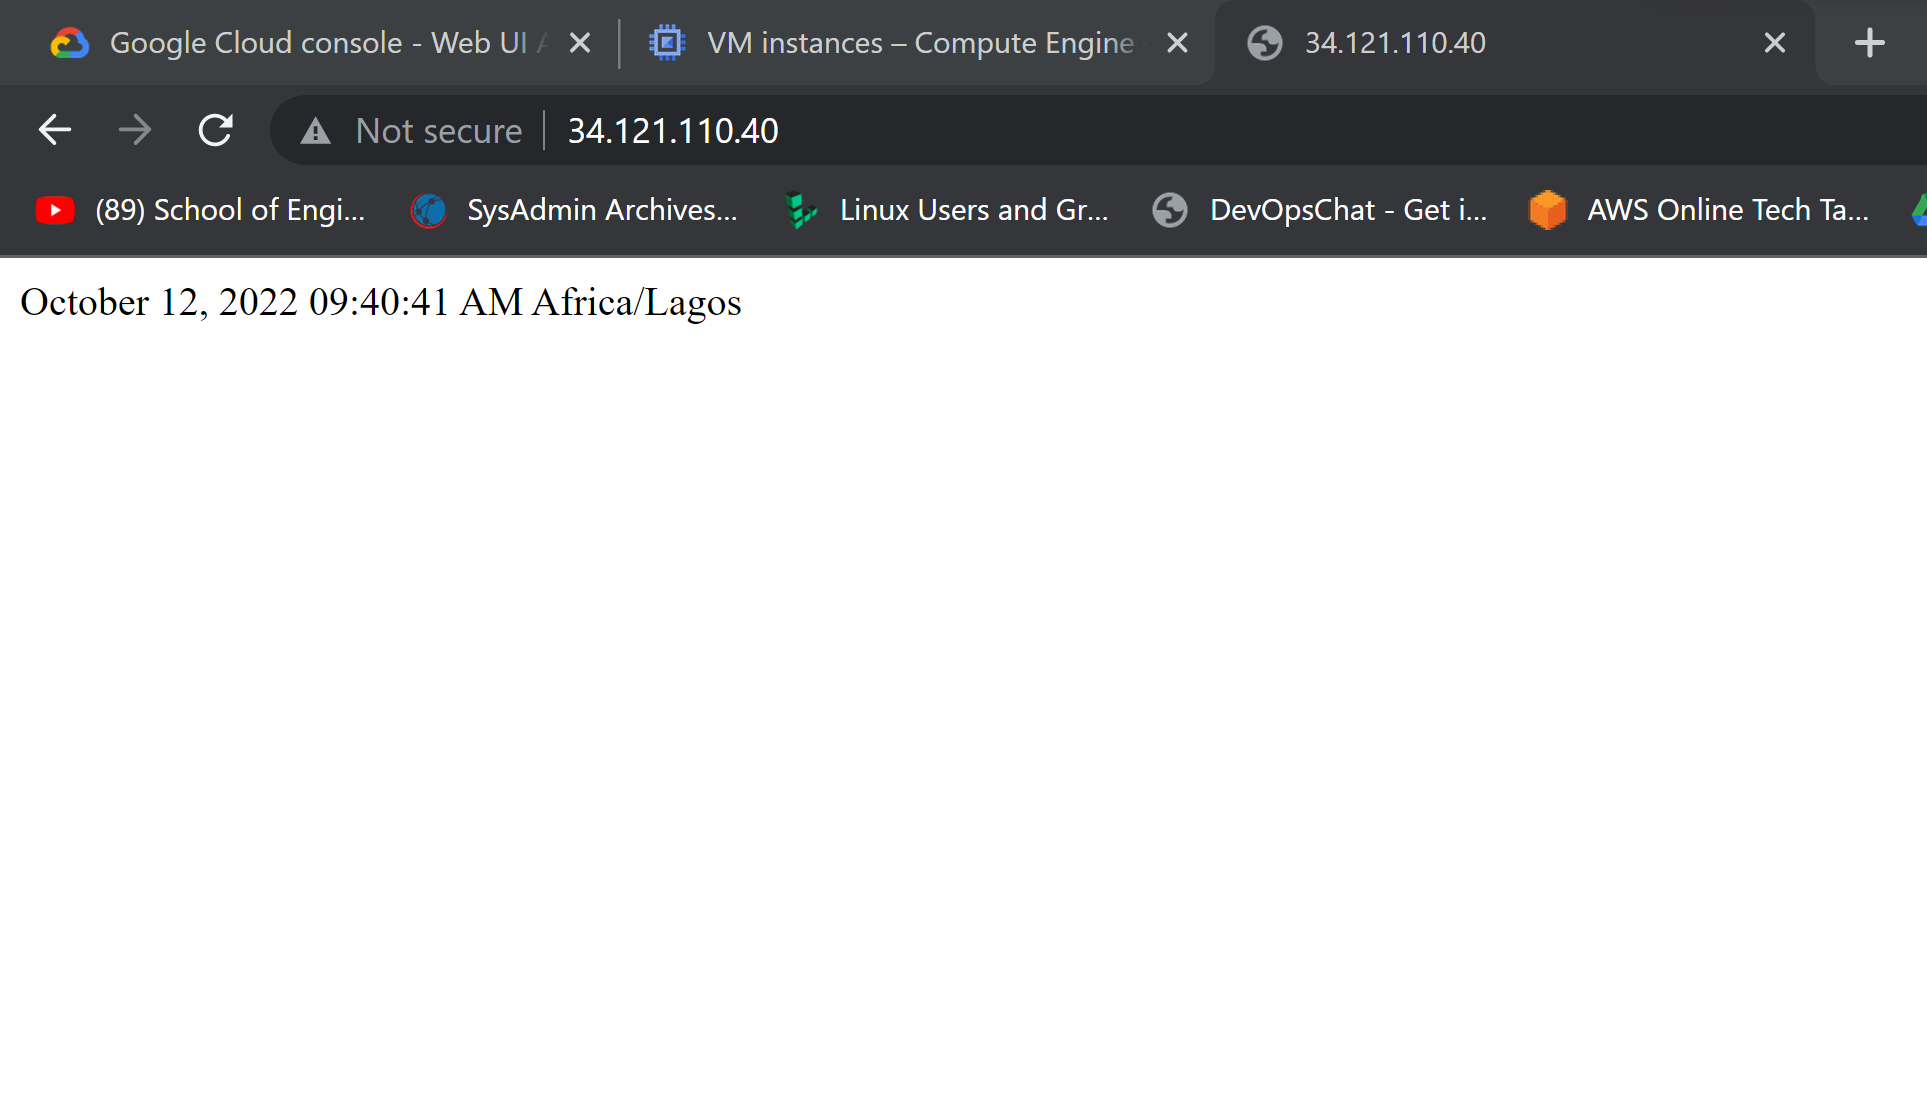 Google Cloud console - Web UI
VM instances – Compute Engine
34.121.110.40
Not secure 34.121.110.40
(89) School of Engi...
SysAdmin Archives...
Linux Users and Gr...
DevOpsChat - Get i...
AWS Online Tech Ta...
October 12, 2022 09:40:41 AM Africa/Lagos